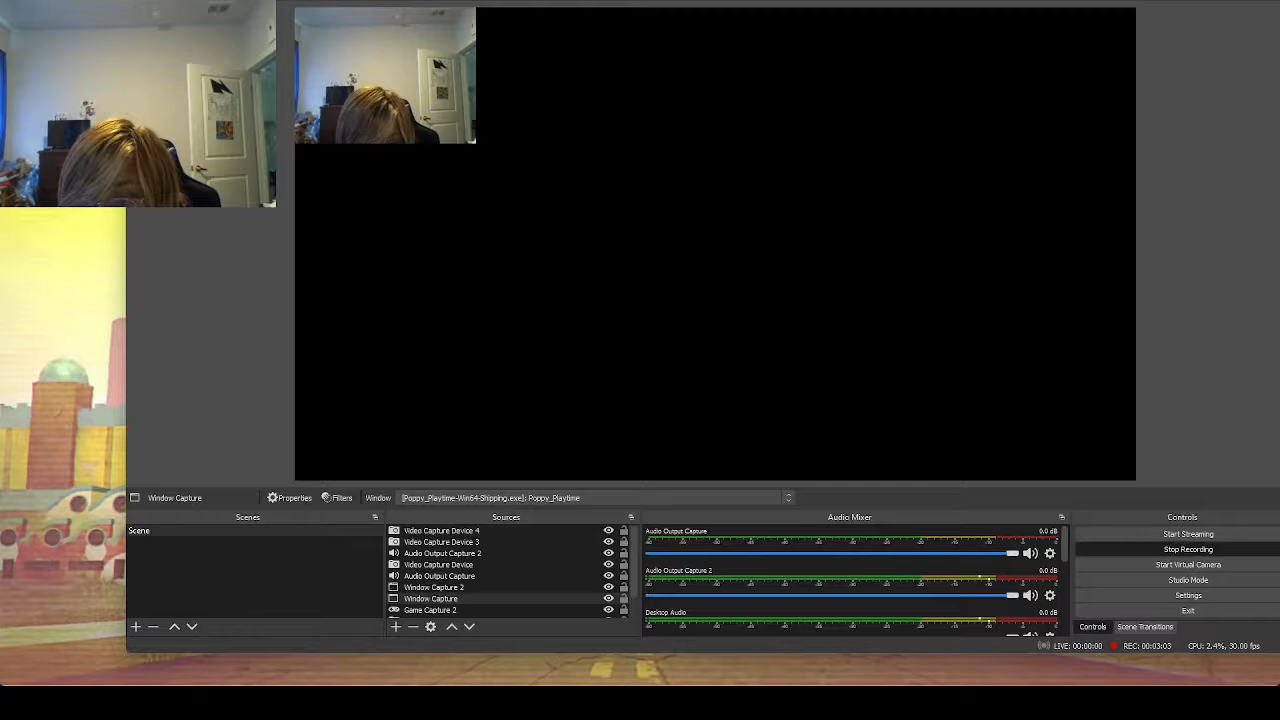 Window Capture
Properties
Filters
Window
[Poppy_Playtime-Win64-Shipping.exe]: Poppy_Playtime
Scenes
Scene
Sources
Video Capture Device 4
Video Capture Device 3
Audio Output Capture 2
Video Capture Device
Audio Output Capture
Window Capture 2
Window Capture
Game Capture 2
Audio Mixer
Audio Output Capture
0.0 dB
Audio Output Capture 2
0.0 dB
Desktop Audio
0.0 dB
Controls
Start Streaming
Stop Recording
Start Virtual Camera
Studio Mode
Settings
Exit
Controls
Scene Transitions
LIVE: 00:00:00
REC: 00:03:03
CPU: 2.4%, 30.00 fps